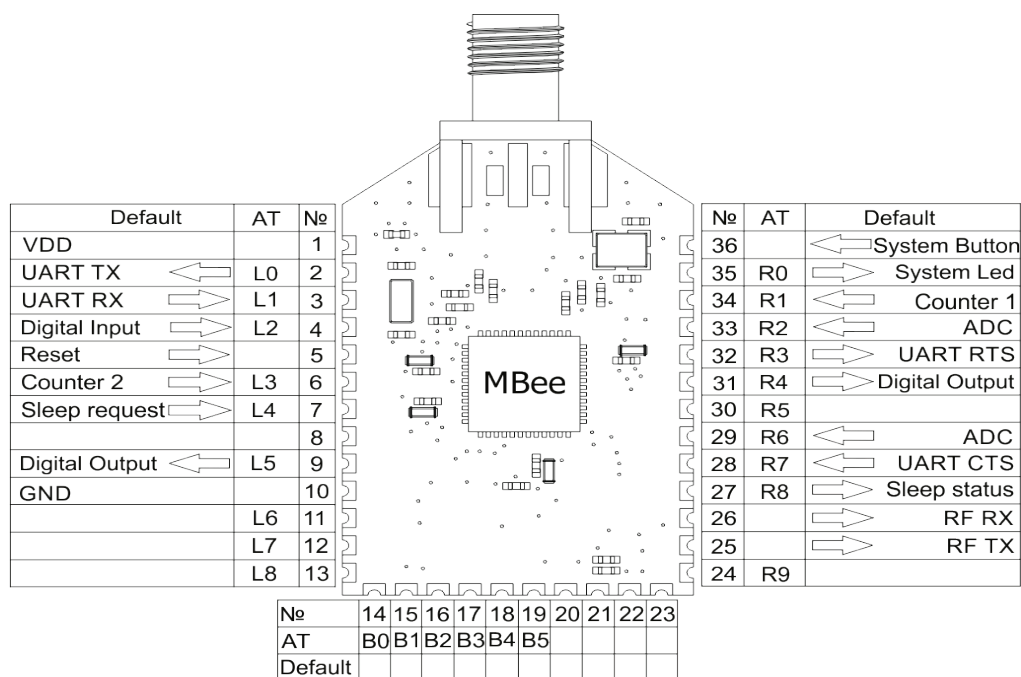 Default AT №
VDD 1
UART TX L0 2
UART RX L1 3
Digital Input L2 4
Reset 5
Counter 2 L3 6
Sleep request L4 7
8
Digital Output L5 9
GND 10
L6 11
L7 12
L8 13
MBee
№ AT Default
36 System Button
35 R0 System Led
34 R1 Counter 1
33 R2 ADC
32 R3 UART RTS
31 R4 Digital Output
30 R5
29 R6 ADC
28 R7 UART CTS
27 R8 Sleep status
26 RF RX
25 RF TX
24 R9
№ 14 15 16 17 18 19 20 21 22 23
AT B0 B1 B2 B3 B4 B5
Default